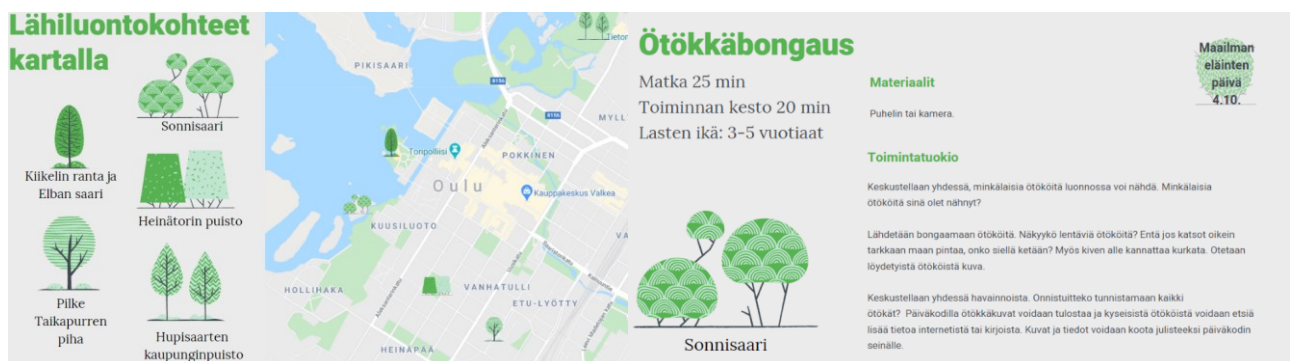 Lähiluontokohteet
kartalla
Sonnisaari
Kiikelin ranta ja
Elban saari
Heinätorin puisto
Pilke
Taikapurren
piha
Hupisaarten
kaupunginpuisto
PIKISAARI
Tietom
8156
8156
MYLL
Toripolliisi
POKKINEN
Oulu
Kauppakeskus Valkea
KUUSILUOTO
VA
HOLLIHAKA
VANHATULLI
ETU-LYÖTTY
HEINÄPÄÄ
Ötökkäbongaus
Matka 25 min
Toiminnan kesto 20 min
Lasten ikä: 3-5 vuotiaat
Sonnisaari
Maailman
eläinten
päivä
4.10.
Materiaalit
Puhelin tai kamera.
Toimintatuokio
Keskustellaan yhdessä, minkälaisia ötököitä luonnossa voi nähdä. Minkälaisia
ötököitä sinä olet nähnyt?
Lähdetään bongaamaan ötököitä. Näkyykö lentäviä ötököitä? Entä jos katsot oikein
tarkkaan maan pintaa, onko siellä ketään? Myös kiven alle kannattaa kurkata. Otetaan
löydetyistä ötököistä kuva.
Keskustellaan yhdessä havainnoista. Onnistuitteko tunnistamaan kaikki
ötökät? Päiväkodilla ötökkäkuvat voidaan tulostaa ja kyseisistä ötököistä voidaan etsiä
lisää tietoa internetistä tai kirjoista. Kuvat ja tiedot voidaan koota julisteeksi päiväkodin
seinälle.